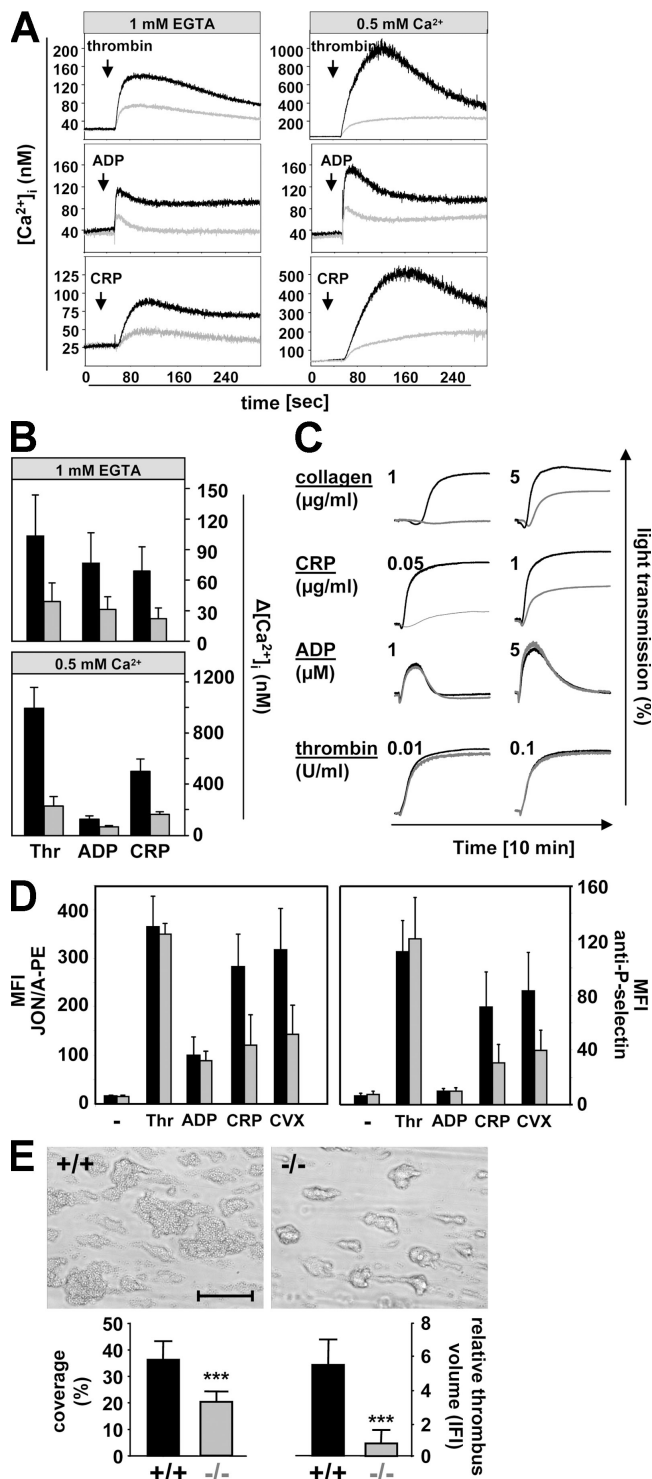 A
1 mM EGTA
0.5 mM Ca²⁺
thrombin
200
160
120
80
40
thrombin
1000
800
600
400
200
ADP
160
120
80
40
ADP
160
120
80
40
CRP
125
100
75
50
25
CRP
500
400
300
200
100
[Ca²⁺]i (nM)
0 80 160 240
0 80 160 240
time [sec]
B
1 mM EGTA
150
120
90
60
30
0
0.5 mM Ca²⁺
1200
800
400
0
Δ[Ca²⁺]i (nM)
Thr ADP CRP
C
collagen
(µg/ml)
1
5
CRP
(µg/ml)
0.05
1
ADP
(µM)
1
5
thrombin
(U/ml)
0.01
0.1
light transmission (%)
Time [10 min]
D
MFI
JON/A-PE
400
300
200
100
0
- Thr ADP CRP CVX
160
120
80
40
0
MFI
anti-P-selectin
- Thr ADP CRP CVX
E
+/+
-/-
coverage
(%)
50
40
30
20
10
0
***
+/+ -/-
8
6
4
2
0
***
+/+ -/-
relative thrombus
volume (IFI)